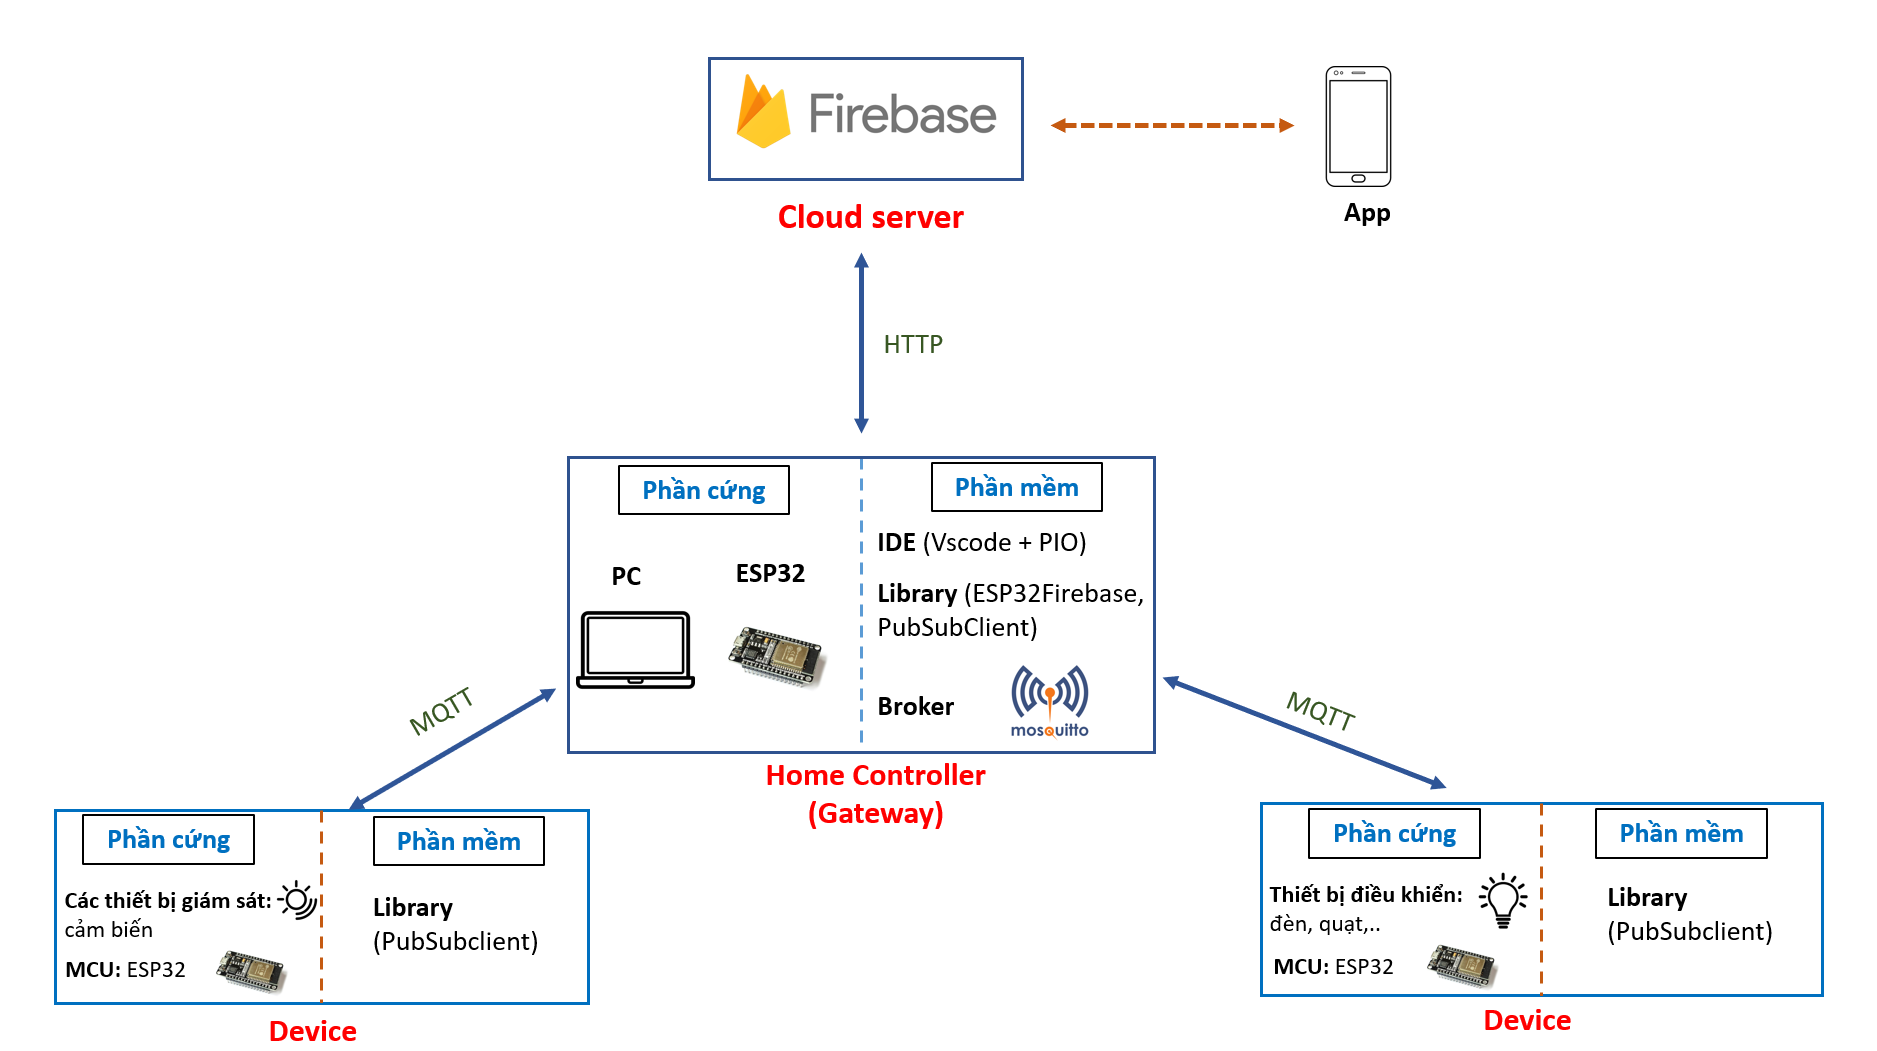 Firebase
Cloud server
App
HTTP
Phần cứng
Phần mềm
PC
ESP32
IDE (Vscode + PIO)
Library (ESP32Firebase,
PubSubClient)
Broker
mosquitto
Home Controller
(Gateway)
MQTT
MQTT
Phần cứng
Phần mềm
Các thiết bị giám sát:
cảm biến
MCU: ESP32
Library
(PubSubclient)
Device
Phần cứng
Phần mềm
Thiết bị điều khiển:
đèn, quạt,..
MCU: ESP32
Library
(PubSubclient)
Device